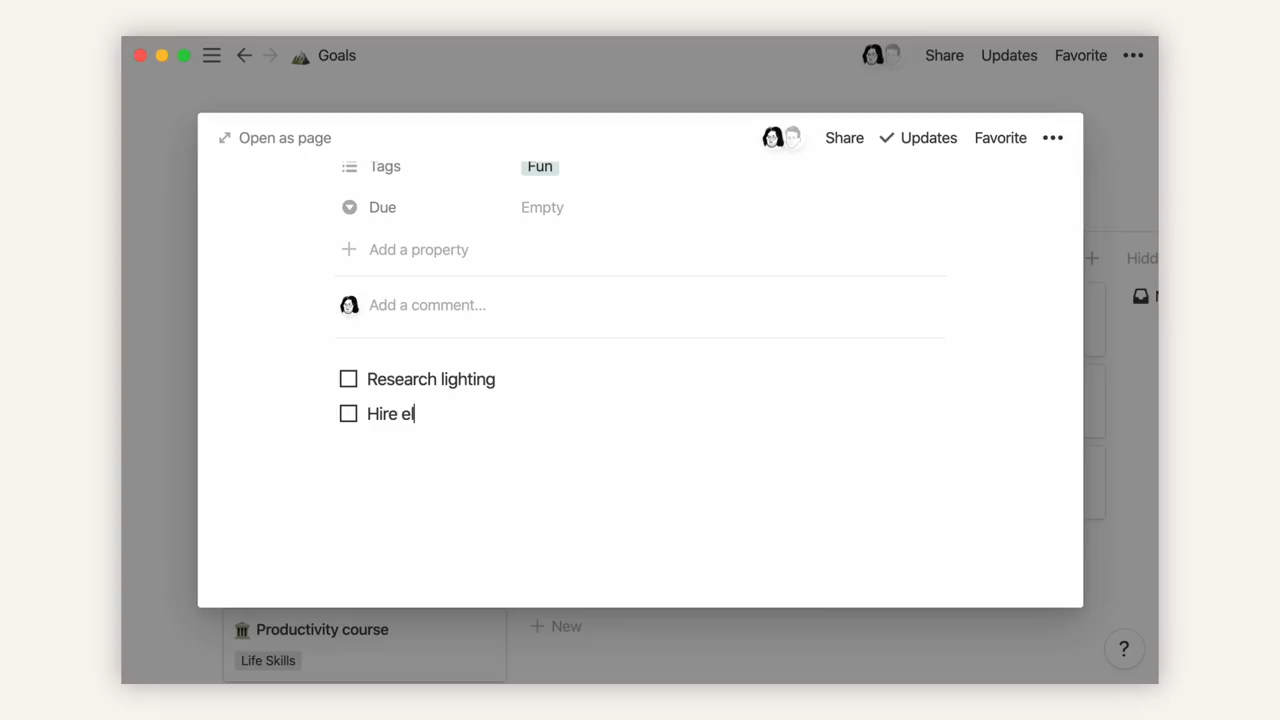 Goals
Share Updates Favorite
Open as page
Share Updates Favorite
Tags Fun
Due Empty
Add a property
Hidd
Add a comment...
Research lighting
Hire el
Productivity course
New
Life Skills
?